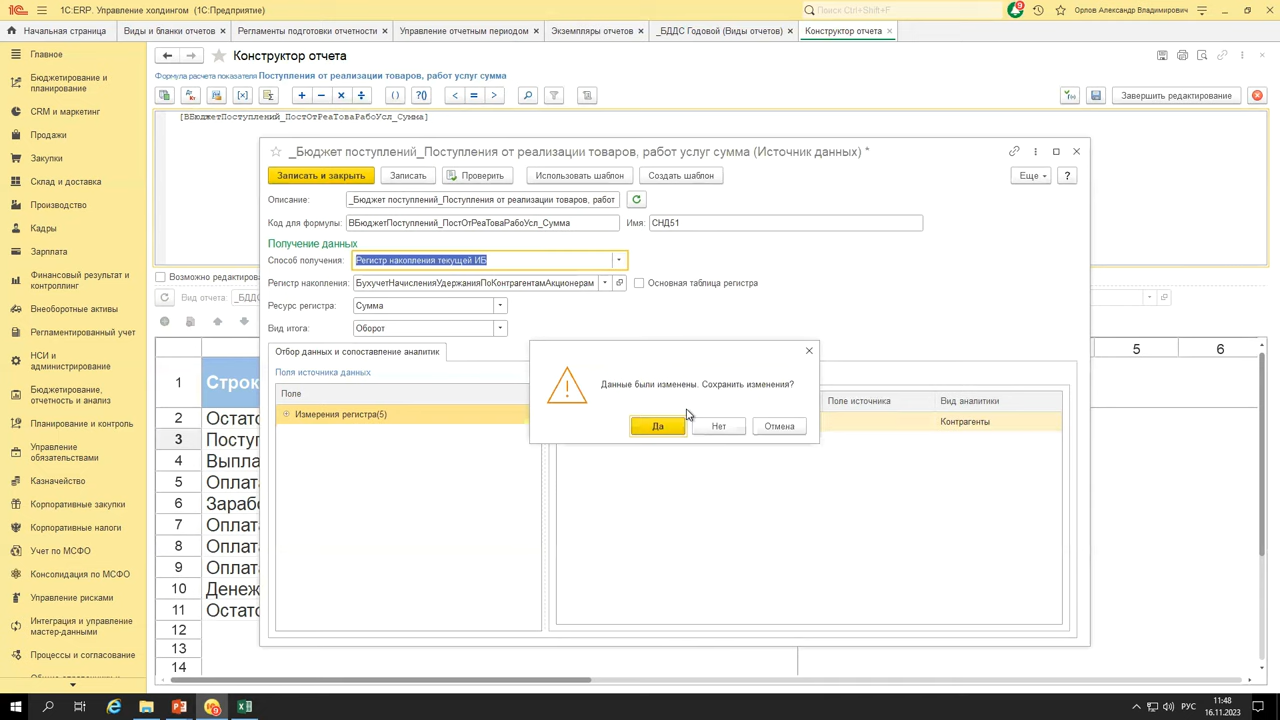 1С:ERP. Управление холдингом (1С:Предприятие)
Поиск Ctrl+Shift+F
9
Орлов Александр Владимирович
Начальная страница
Виды и бланки отчетов
Регламенты подготовки отчетности
Управление отчетным периодом
Экземпляры отчетов
_БДДС Годовой (Виды отчетов)
Конструктор отчета
Главное
Бюджетирование и
планирование
CRM и маркетинг
Продажи
Закупки
Склад и доставка
Производство
Кадры
Зарплата
Финансовый результат и
контроллинг
Внеоборотные активы
Регламентированный учет
НСИ и
администрирование
Бюджетирование,
отчетность и анализ
Планирование и контроль
Управление
обязательствами
Казначейство
Корпоративные закупки
Корпоративные налоги
Учет по МСФО
Консолидация по МСФО
Управление рисками
Интеграция и управление
мастер-данными
Процессы и согласование
Конструктор отчета
Формула расчета показателя Поступления от реализации товаров, работ услуг сумма
Завершить редактирование
[ВБюджетПоступлений_ПостОтРеаТоваРабоУсл_Сумма]
Возможно редактирова
Вид отчета: _БДДС
_Бюджет поступлений_Поступления от реализации товаров, работ услуг сумма (Источник данных) *
Записать и закрыть
Записать
Проверить
Использовать шаблон
Создать шаблон
Еще
?
Описание: _Бюджет поступлений_Поступления от реализации товаров, работ
Код для формулы: ВБюджетПоступлений_ПостОтРеаТоваРабоУсл_Сумма
Имя: СНД51
Получение данных
Способ получения: Регистр накопления текущей ИБ
Регистр накопления: БухучетНачисленияУдержанияПоКонтрагентамАкционерам
Основная таблица регистра
Ресурс регистра: Сумма
Вид итога: Оборот
Отбор данных и сопоставление аналитик
Поля источника данных
Поле
Измерения регистра(5)
Поле источника
Вид аналитики
Контрагенты
Данные были изменены. Сохранить изменения?
Да
Нет
Отмена
5
6
1 Строк
2 Остато
3 Посту
4 Выпла
5 Оплат
6 Зарабо
7 Оплат
8 Оплат
9 Оплат
10 Денеж
11 Остато
12
13
14
РУС
11:48
16.11.2023